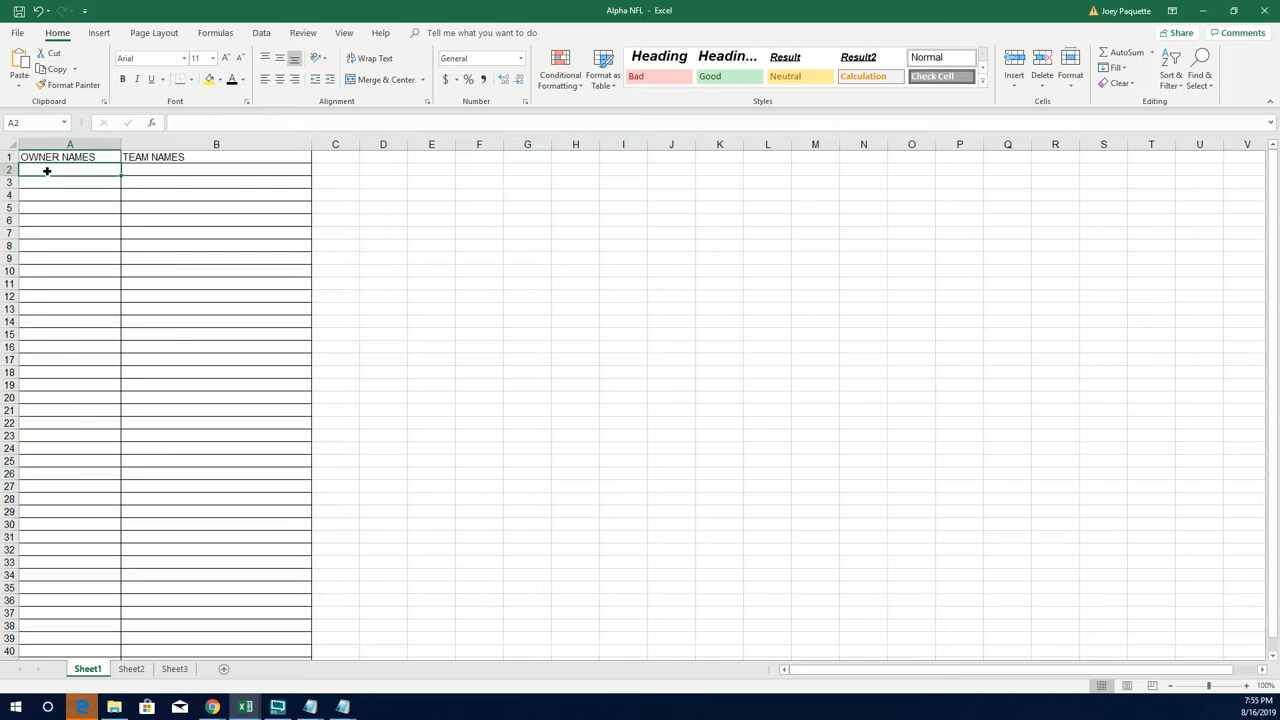 Alpha NFL - Excel
Joey Paquette
File Home Insert Page Layout Formulas Data Review View Help Tell me what you want to do
Share Comments
Paste
Cut
Copy
Format Painter
Clipboard
Arial 11
B I U
Font
Wrap Text
Merge & Center
Alignment
General
$ % ,
Number
Conditional Formatting
Format as Table
Heading Headin... Result Result2 Normal
Bad Good Neutral Calculation Check Cell
Styles
Insert Delete Format
Cells
AutoSum
Fill
Clear
Sort & Filter
Find & Select
Editing
A2 fx
A B C D E F G H I J K L M N O P Q R S T U V
1 OWNER NAMES TEAM NAMES
2
3
4
5
6
7
8
9
10
11
12
13
14
15
16
17
18
19
20
21
22
23
24
25
26
27
28
29
30
31
32
33
34
35
36
37
38
39
40
Sheet1 Sheet2 Sheet3
100%
7:55 PM
8/16/2019